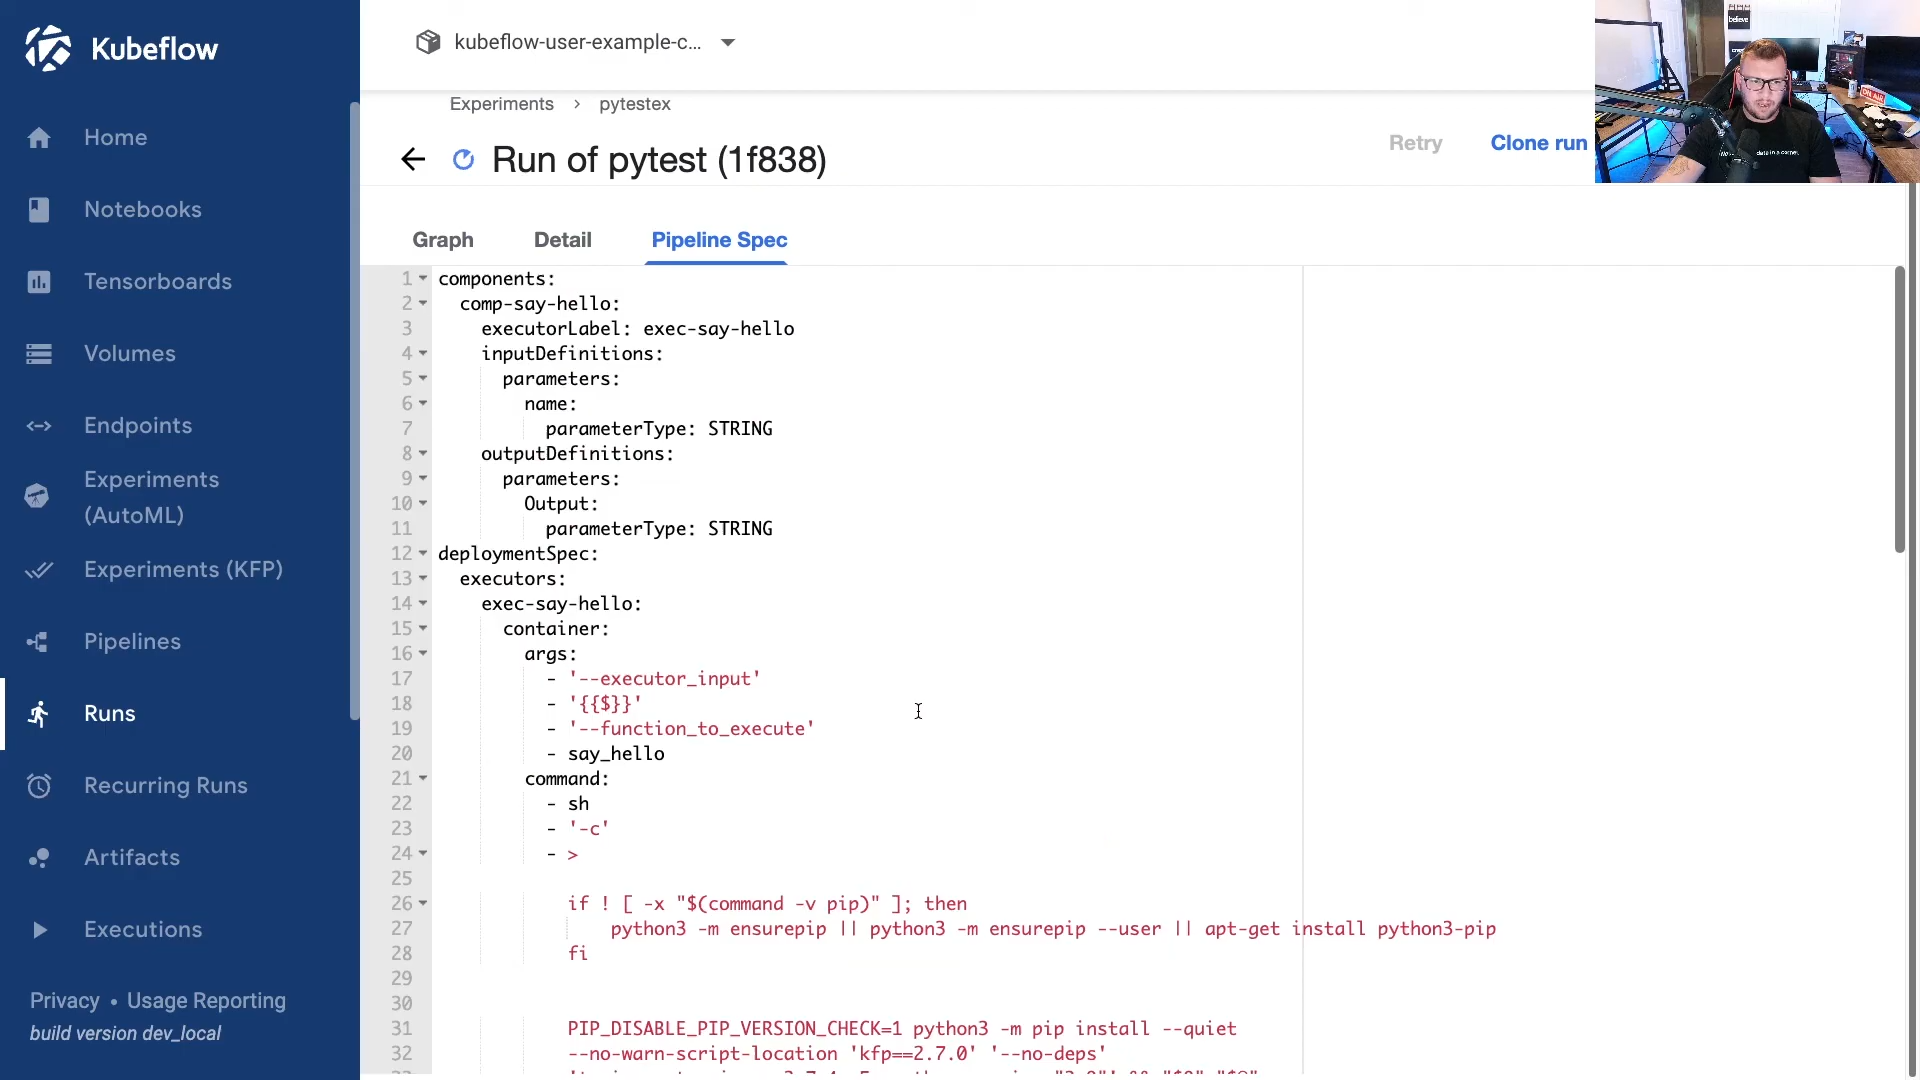 Kubeflow
kubeflow-user-example-c...
Experiments > pytestex
Run of pytest (1f838)
Retry
Clone run
believe
ON AIR
data in a corner.
Home
Notebooks
Tensorboards
Volumes
Endpoints
Experiments
(AutoML)
Experiments (KFP)
Pipelines
Runs
Recurring Runs
Artifacts
Executions
Privacy • Usage Reporting
build version dev_local
Graph
Detail
Pipeline Spec
1 components:
2 comp-say-hello:
3 executorLabel: exec-say-hello
4 inputDefinitions:
5 parameters:
6 name:
7 parameterType: STRING
8 outputDefinitions:
9 parameters:
10 Output:
11 parameterType: STRING
12 deploymentSpec:
13 executors:
14 exec-say-hello:
15 container:
16 args:
17 - '--executor_input'
18 - '{{$}}'
19 - '--function_to_execute'
20 - say_hello
21 command:
22 - sh
23 - '-c'
24 - >
25
26 if ! [ -x "$(command -v pip)" ]; then
27 python3 -m ensurepip || python3 -m ensurepip --user || apt-get install python3-pip
28 fi
29
30
31 PIP_DISABLE_PIP_VERSION_CHECK=1 python3 -m pip install --quiet
32 --no-warn-script-location 'kfp==2.7.0' '--no-deps'